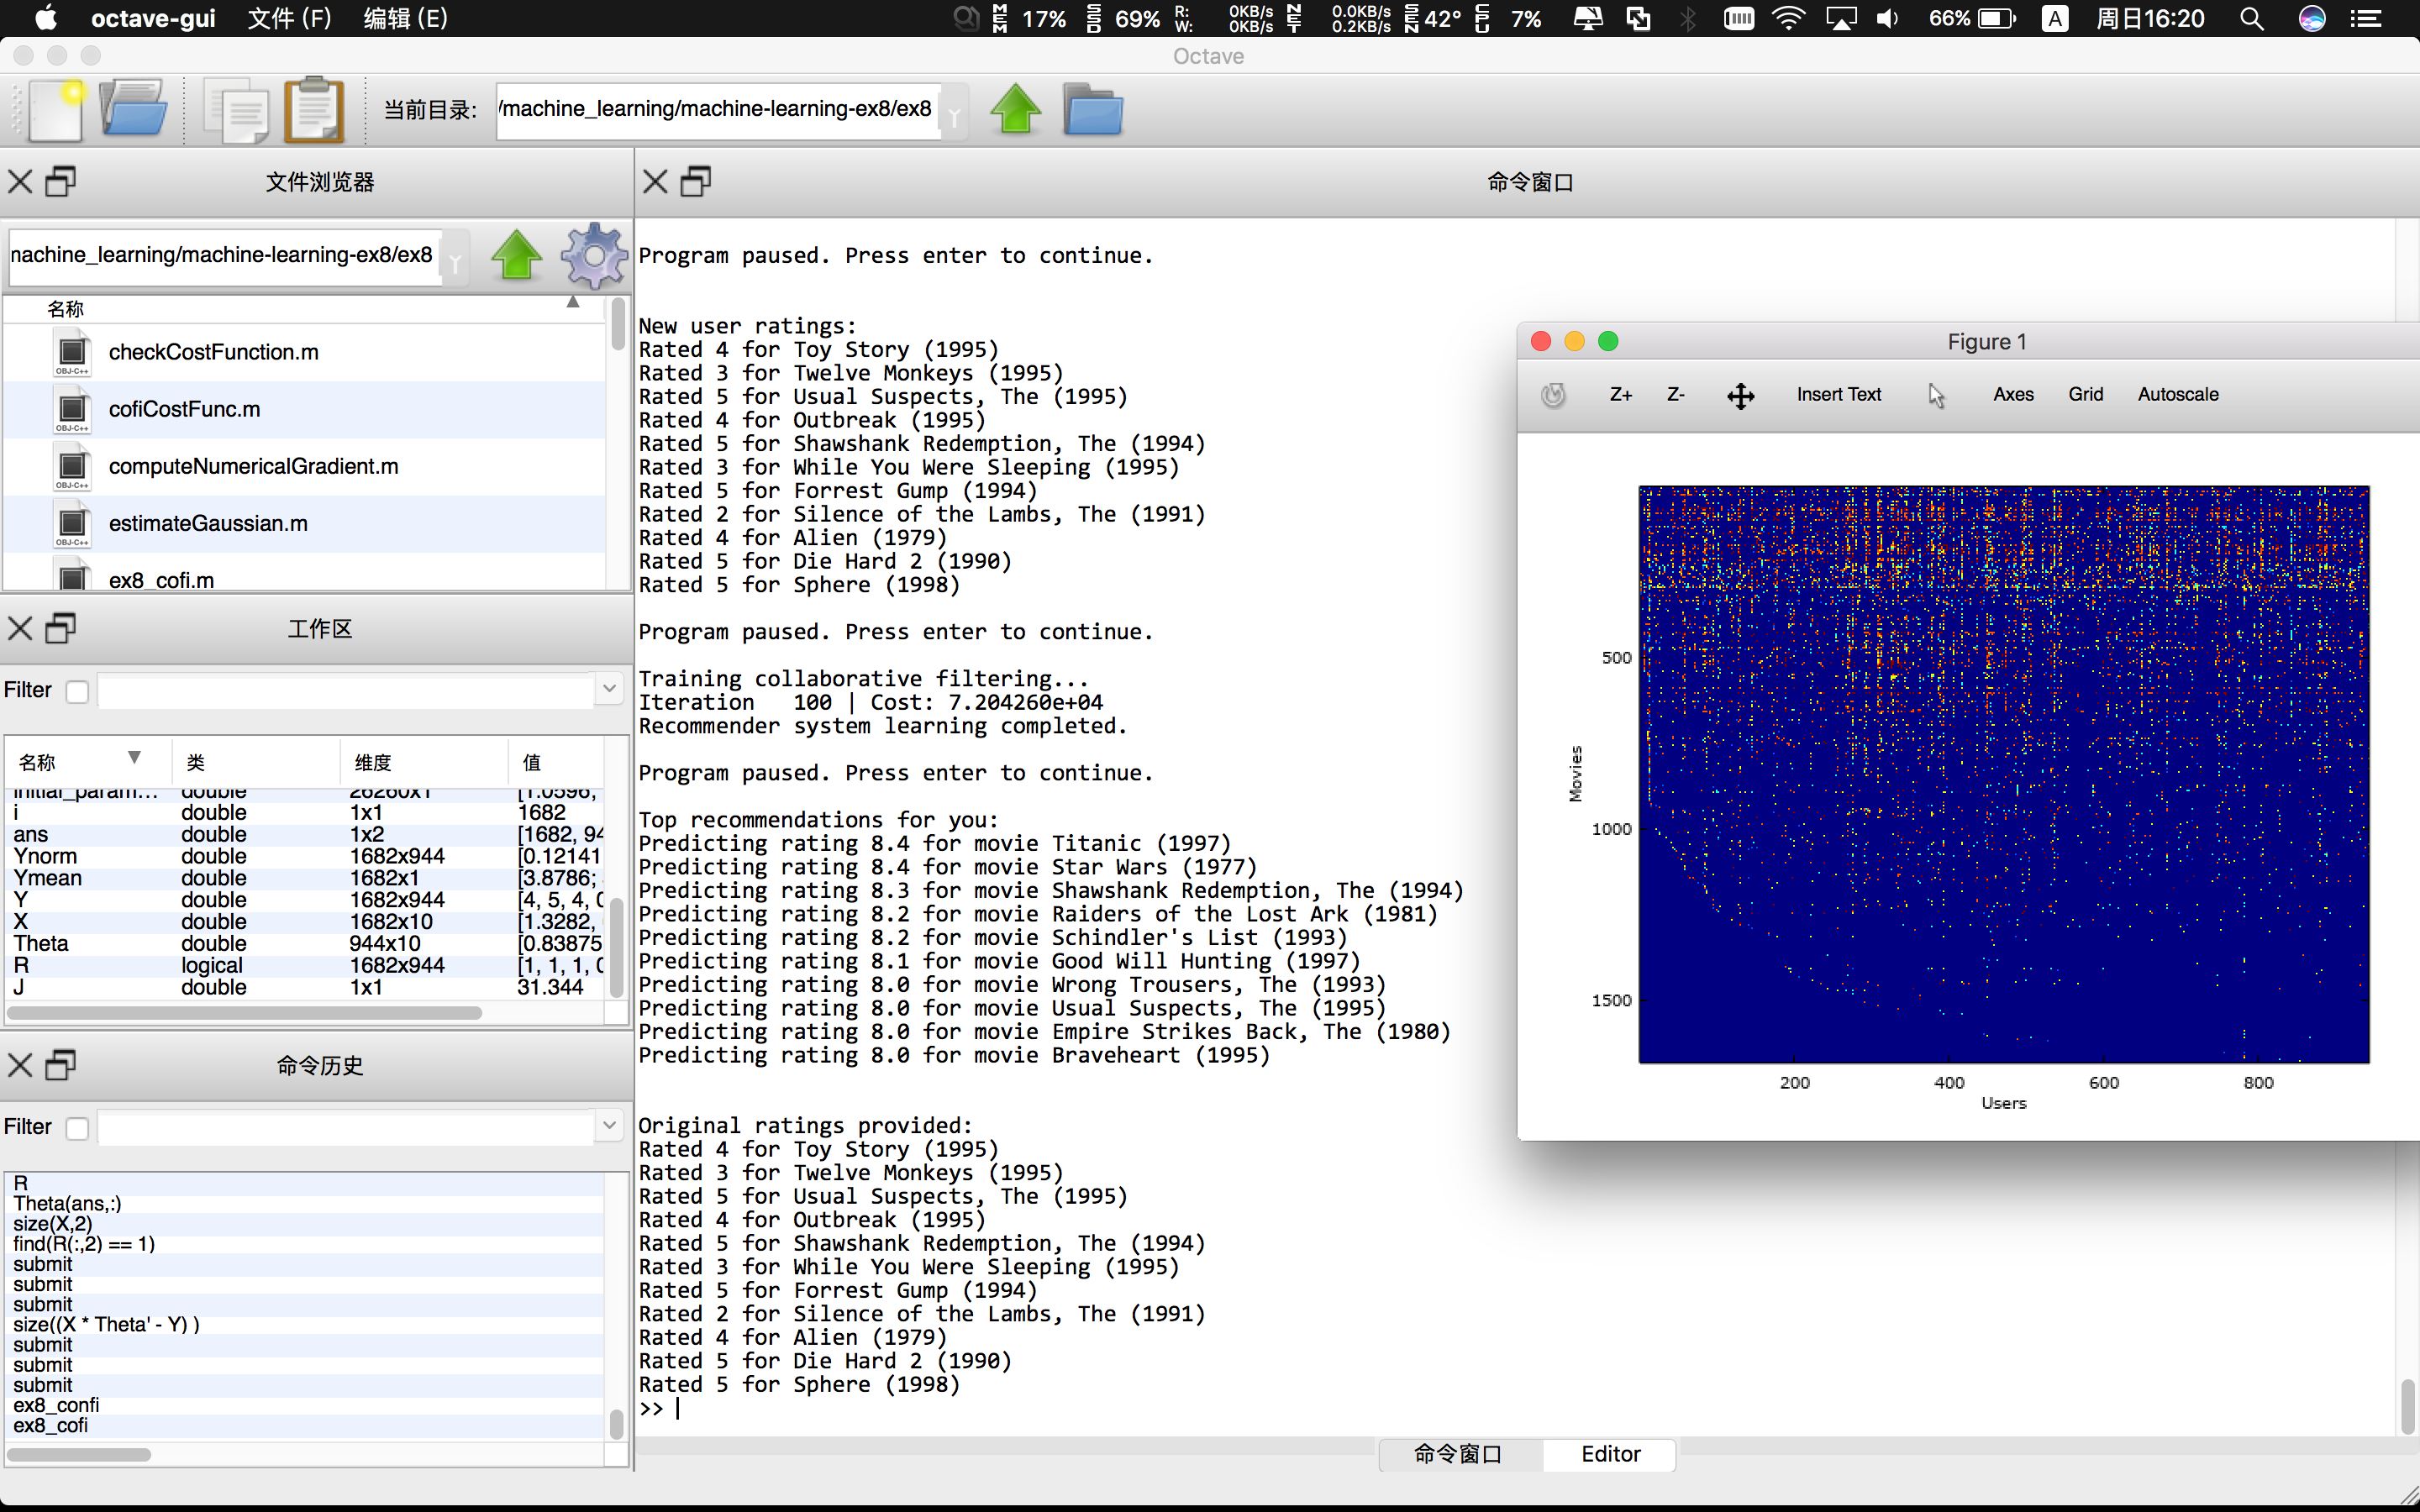 octave-gui 文件 (F) 编辑 (E) MEM 17% SSD 69% R: W: 0KB/s 0KB/s NET 0.0KB/s 0.2KB/s SEN 42° CPU 7% 66% A 周日16:20
Octave
当前目录: /machine_learning/machine-learning-ex8/ex8
文件浏览器
machine_learning/machine-learning-ex8/ex8
名称
OBJ-C++ checkCostFunction.m
OBJ-C++ cofiCostFunc.m
OBJ-C++ computeNumericalGradient.m
OBJ-C++ estimateGaussian.m
ex8_cofi.m
工作区
Filter
名称 类 维度 值
initial_param... double 26260x1 [1.0596,
i double 1x1 1682
ans double 1x2 [1682, 94
Ynorm double 1682x944 [0.12141
Ymean double 1682x1 [3.8786;
Y double 1682x944 [4, 5, 4, 0
X double 1682x10 [1.3282,
Theta double 944x10 [0.83875
R logical 1682x944 [1, 1, 1, 0
J double 1x1 31.344
命令历史
Filter
R
Theta(ans,:)
size(X,2)
find(R(:,2) == 1)
submit
submit
submit
size((X * Theta' - Y) )
submit
submit
submit
ex8_confi
ex8_cofi
命令窗口
Program paused. Press enter to continue.
New user ratings:
Rated 4 for Toy Story (1995)
Rated 3 for Twelve Monkeys (1995)
Rated 5 for Usual Suspects, The (1995)
Rated 4 for Outbreak (1995)
Rated 5 for Shawshank Redemption, The (1994)
Rated 3 for While You Were Sleeping (1995)
Rated 5 for Forrest Gump (1994)
Rated 2 for Silence of the Lambs, The (1991)
Rated 4 for Alien (1979)
Rated 5 for Die Hard 2 (1990)
Rated 5 for Sphere (1998)
Program paused. Press enter to continue.
Training collaborative filtering...
Iteration   100 | Cost: 7.204260e+04
Recommender system learning completed.
Program paused. Press enter to continue.
Top recommendations for you:
Predicting rating 8.4 for movie Titanic (1997)
Predicting rating 8.4 for movie Star Wars (1977)
Predicting rating 8.3 for movie Shawshank Redemption, The (1994)
Predicting rating 8.2 for movie Raiders of the Lost Ark (1981)
Predicting rating 8.2 for movie Schindler's List (1993)
Predicting rating 8.1 for movie Good Will Hunting (1997)
Predicting rating 8.0 for movie Wrong Trousers, The (1993)
Predicting rating 8.0 for movie Usual Suspects, The (1995)
Predicting rating 8.0 for movie Empire Strikes Back, The (1980)
Predicting rating 8.0 for movie Braveheart (1995)
Original ratings provided:
Rated 4 for Toy Story (1995)
Rated 3 for Twelve Monkeys (1995)
Rated 5 for Usual Suspects, The (1995)
Rated 4 for Outbreak (1995)
Rated 5 for Shawshank Redemption, The (1994)
Rated 3 for While You Were Sleeping (1995)
Rated 5 for Forrest Gump (1994)
Rated 2 for Silence of the Lambs, The (1991)
Rated 4 for Alien (1979)
Rated 5 for Die Hard 2 (1990)
Rated 5 for Sphere (1998)
>>
命令窗口 Editor
Figure 1
Z+ Z- Insert Text Axes Grid Autoscale
500
1000
1500
Movies
200 400 600 800
Users